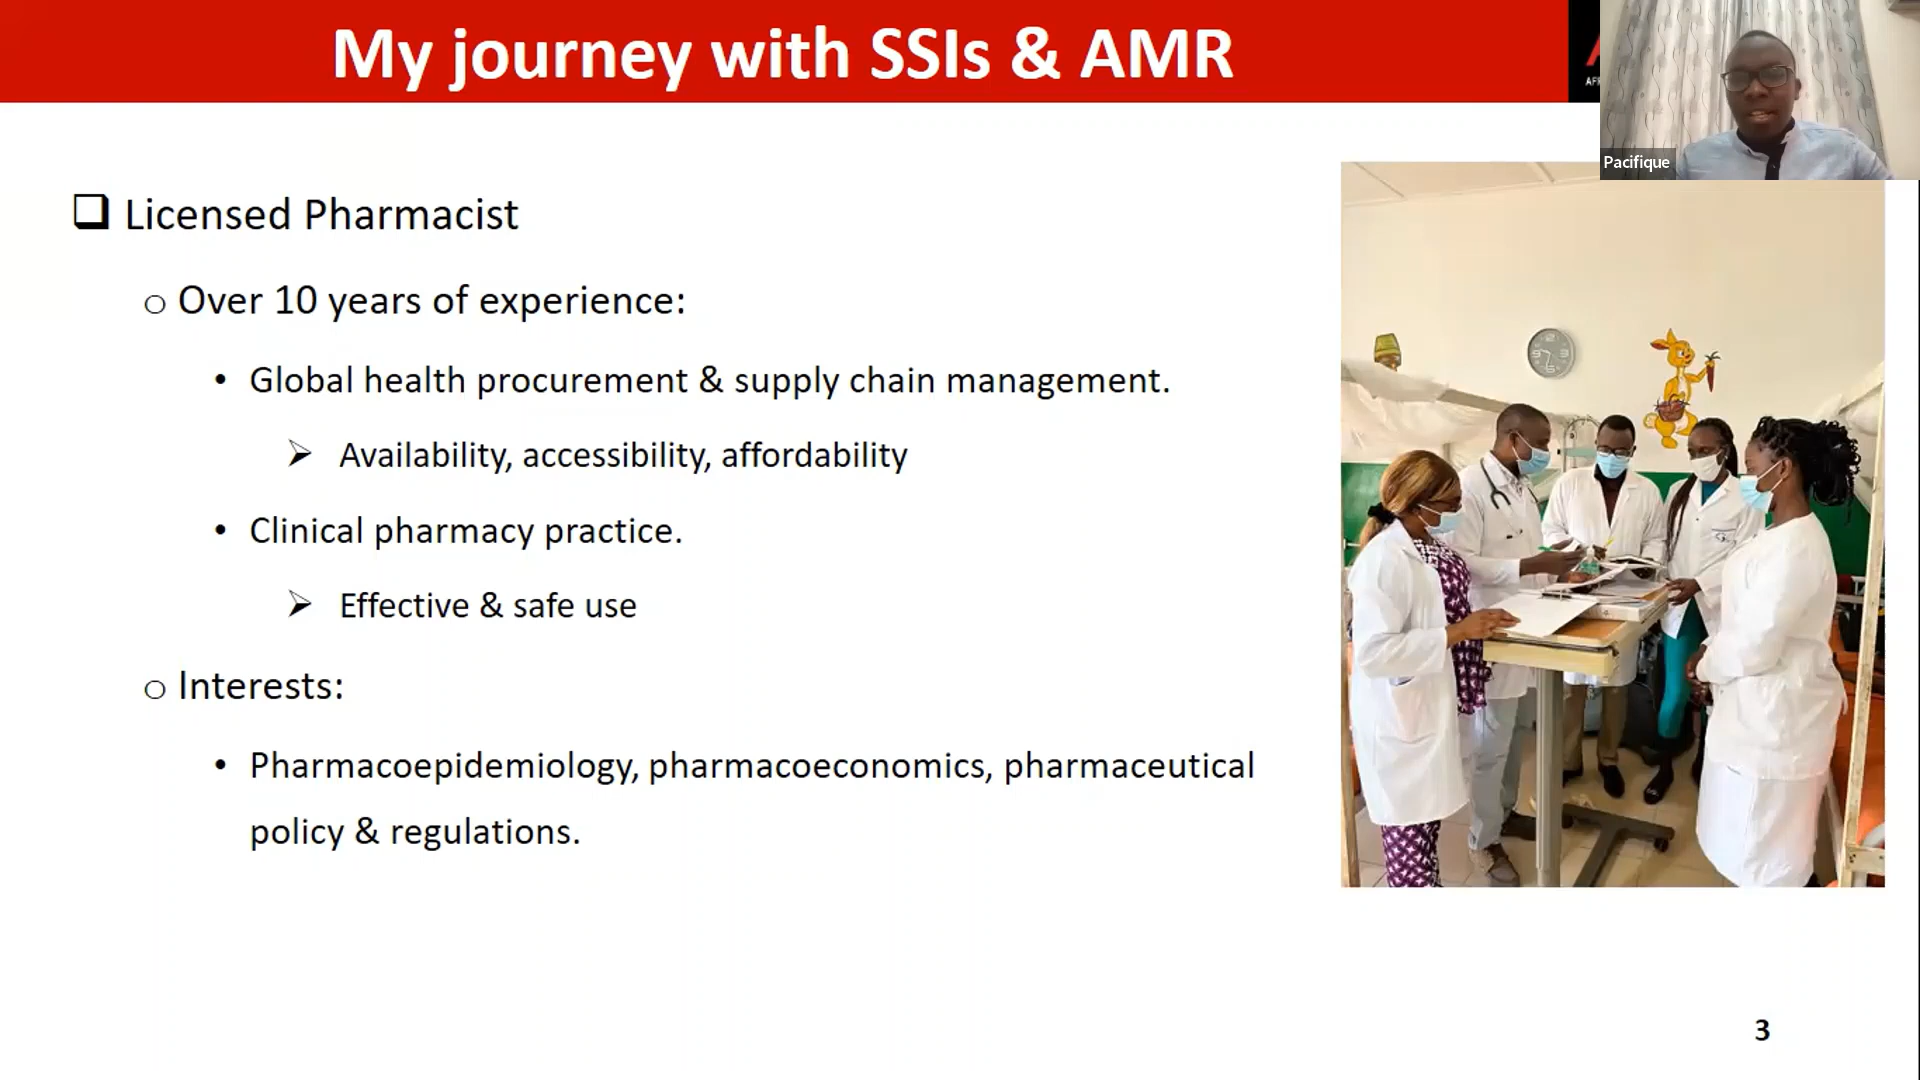 My journey with SSIs & AMR
Pacifique
Licensed Pharmacist
Over 10 years of experience:
Global health procurement & supply chain management.
Availability, accessibility, affordability
Clinical pharmacy practice.
Effective & safe use
Interests:
Pharmacoepidemiology, pharmacoeconomics, pharmaceutical
policy & regulations.
3